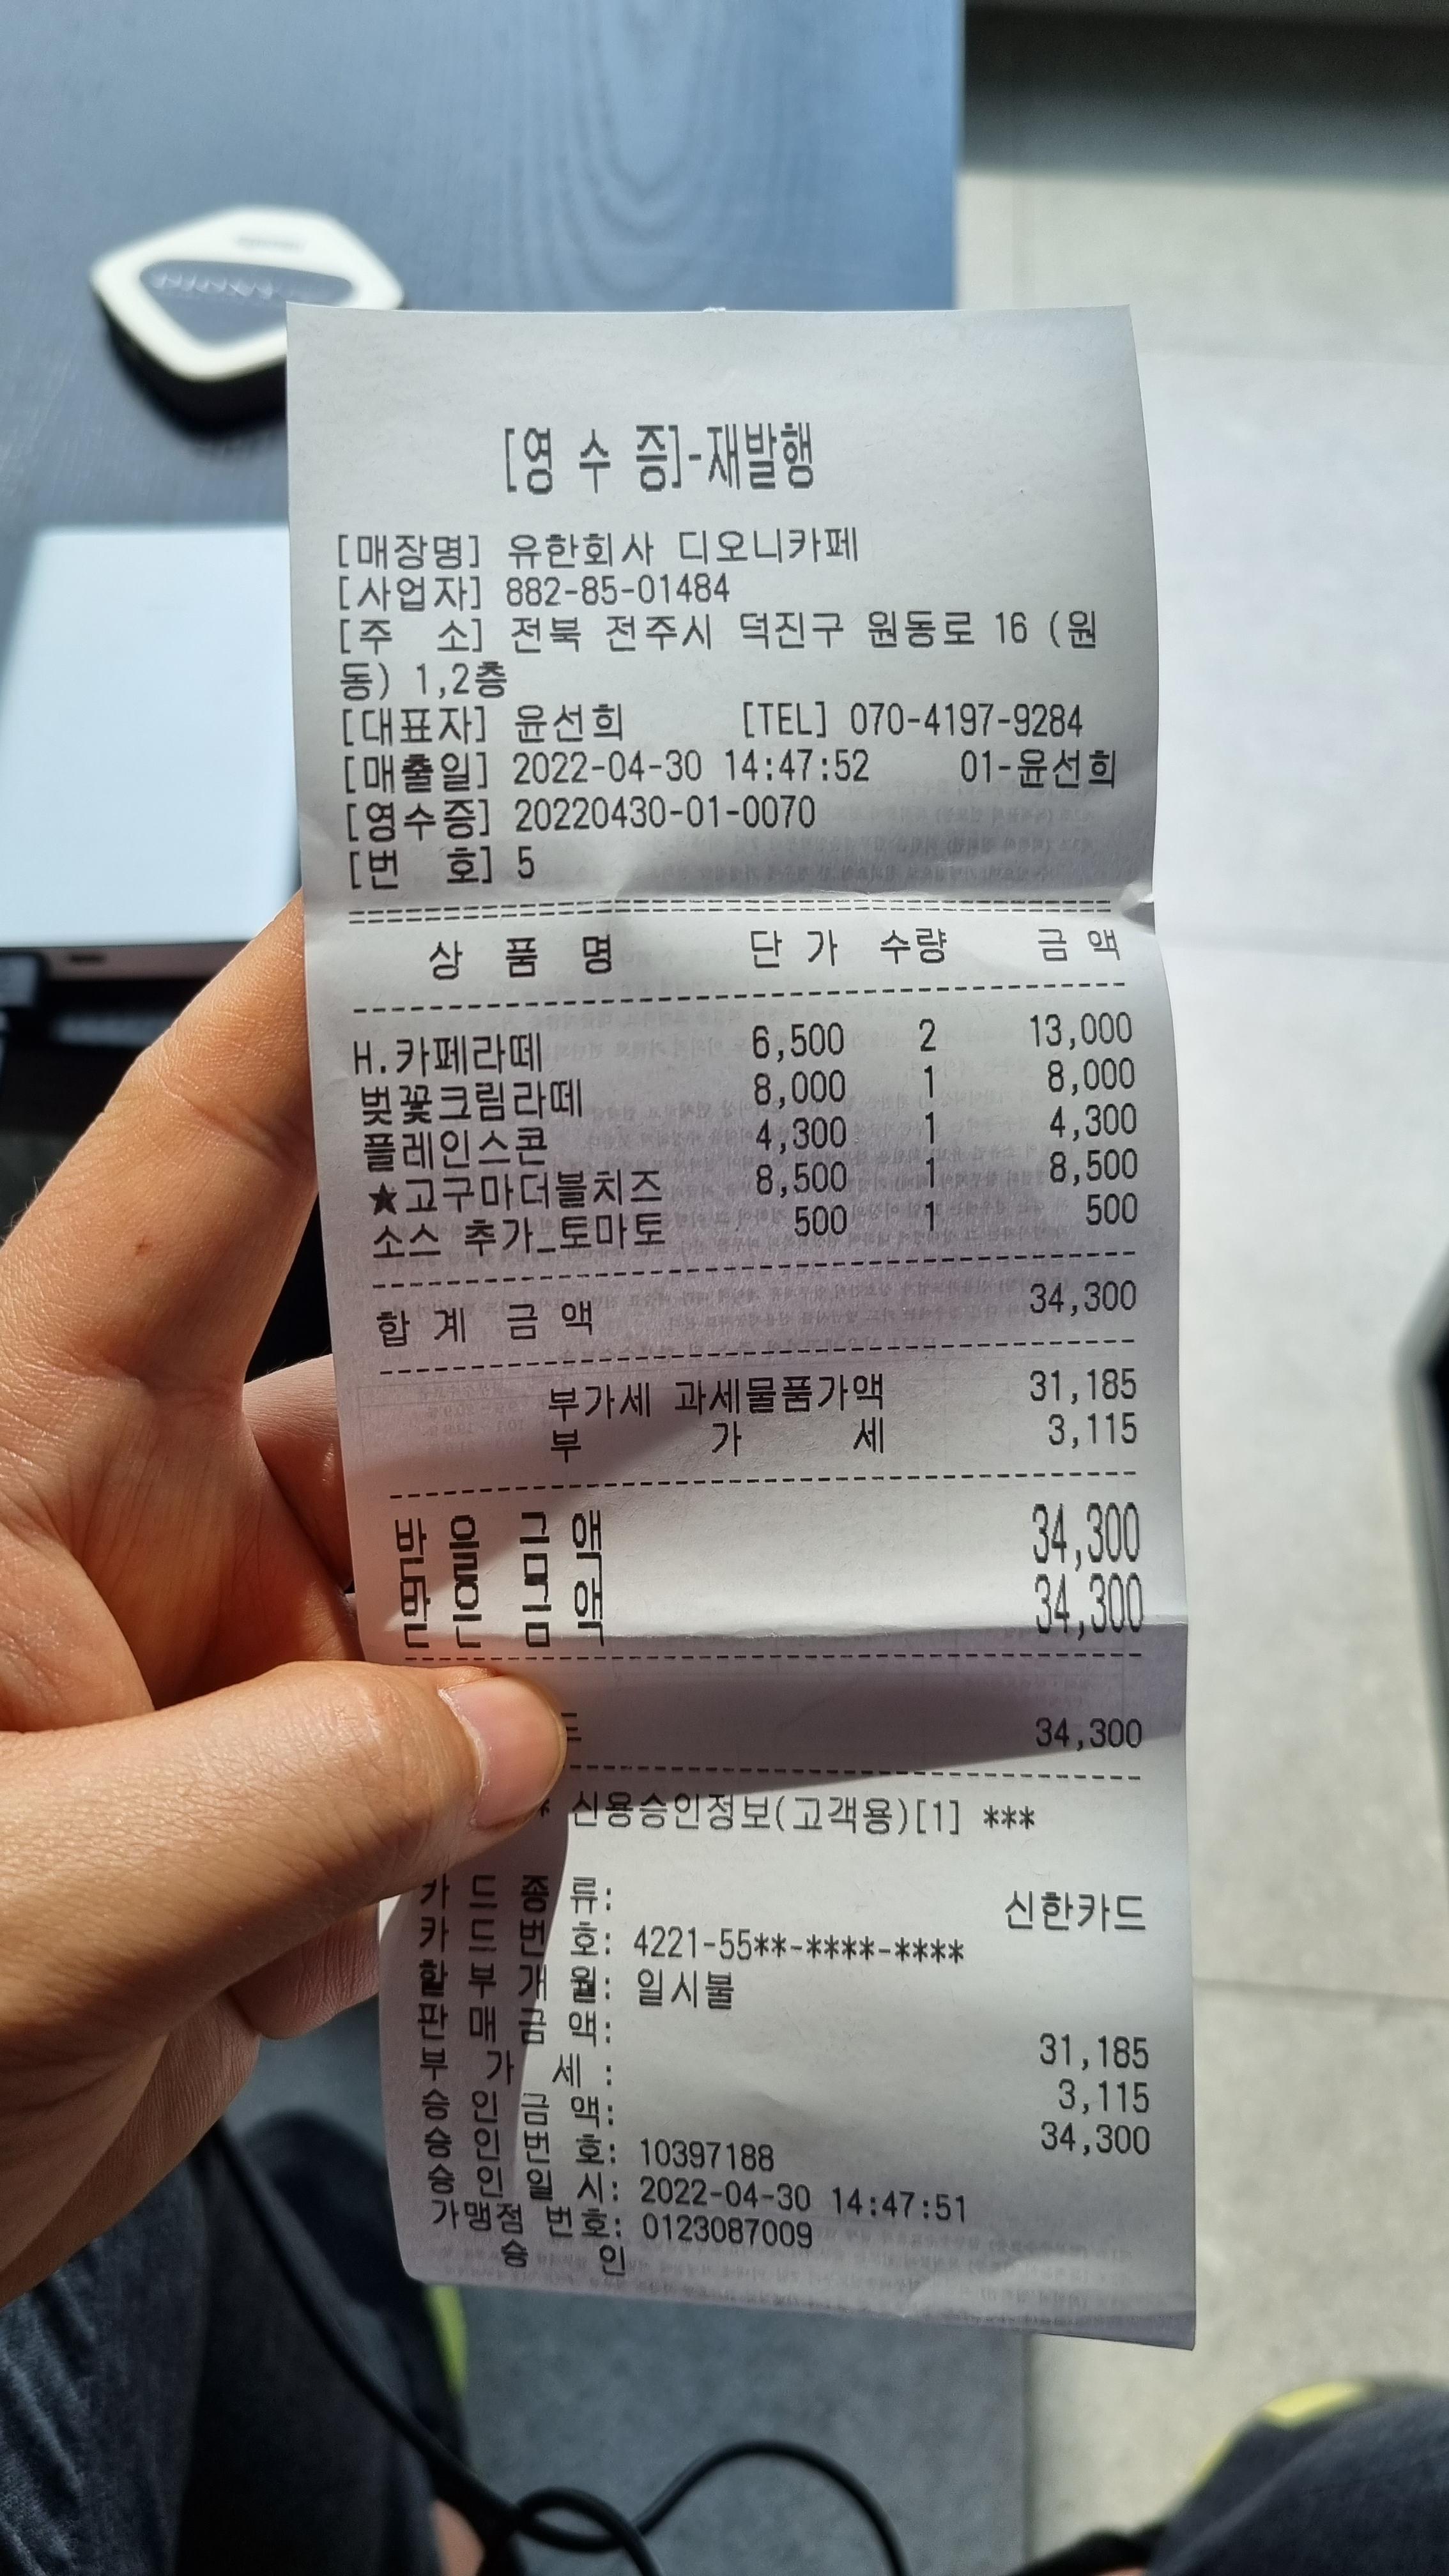 [영 수 증]-재발행
[매장명] 유한회사 디오니카페
[사업자] 882-85-01484
[주 소] 전북 전주시 덕진구 원동로 16 (원
동) 1,2층
[대표자] 윤선희 [TEL] 070-4197-9284
[매출일] 2022-04-30 14:47:52 01-윤선희
[영수증] 20220430-01-0070
[번 호] 5
상 품 명 단 가 수량 금 액
H.카페라떼 6,500 2 13,000
벚꽃크림라떼 8,000 1 8,000
플레인스콘 4,300 1 4,300
★고구마더블치즈 8,500 1 8,500
소스 추가_토마토 500 1 500
합 계 금 액 34,300
부가세 과세물품가액 31,185
부 가 세 3,115
받 을 금 액 34,300
받 은 금 액 34,300
드 34,300
* 신용승인정보(고객용)[1] ***
카 드 종 류: 신한카드
카 드 번 호: 4221-55**-****-****
할 부 개 월: 일시불
판 매 금 액: 31,185
부 가 세 : 3,115
승 인 금 액: 34,300
승 인 번 호: 10397188
승 인 일 시: 2022-04-30 14:47:51
가맹점 번호: 0123087009
승 인